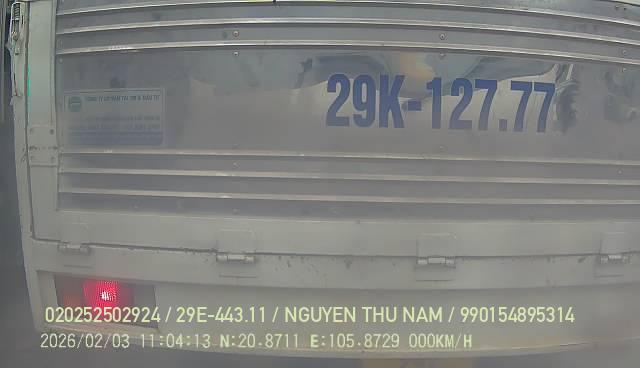 29K-127.77
020252502924 / 29E-443.11 / NGUYEN THU NAM / 990154895314
2026/02/03 11:04:13 N:20.8711 E:105.8729 000KM/H